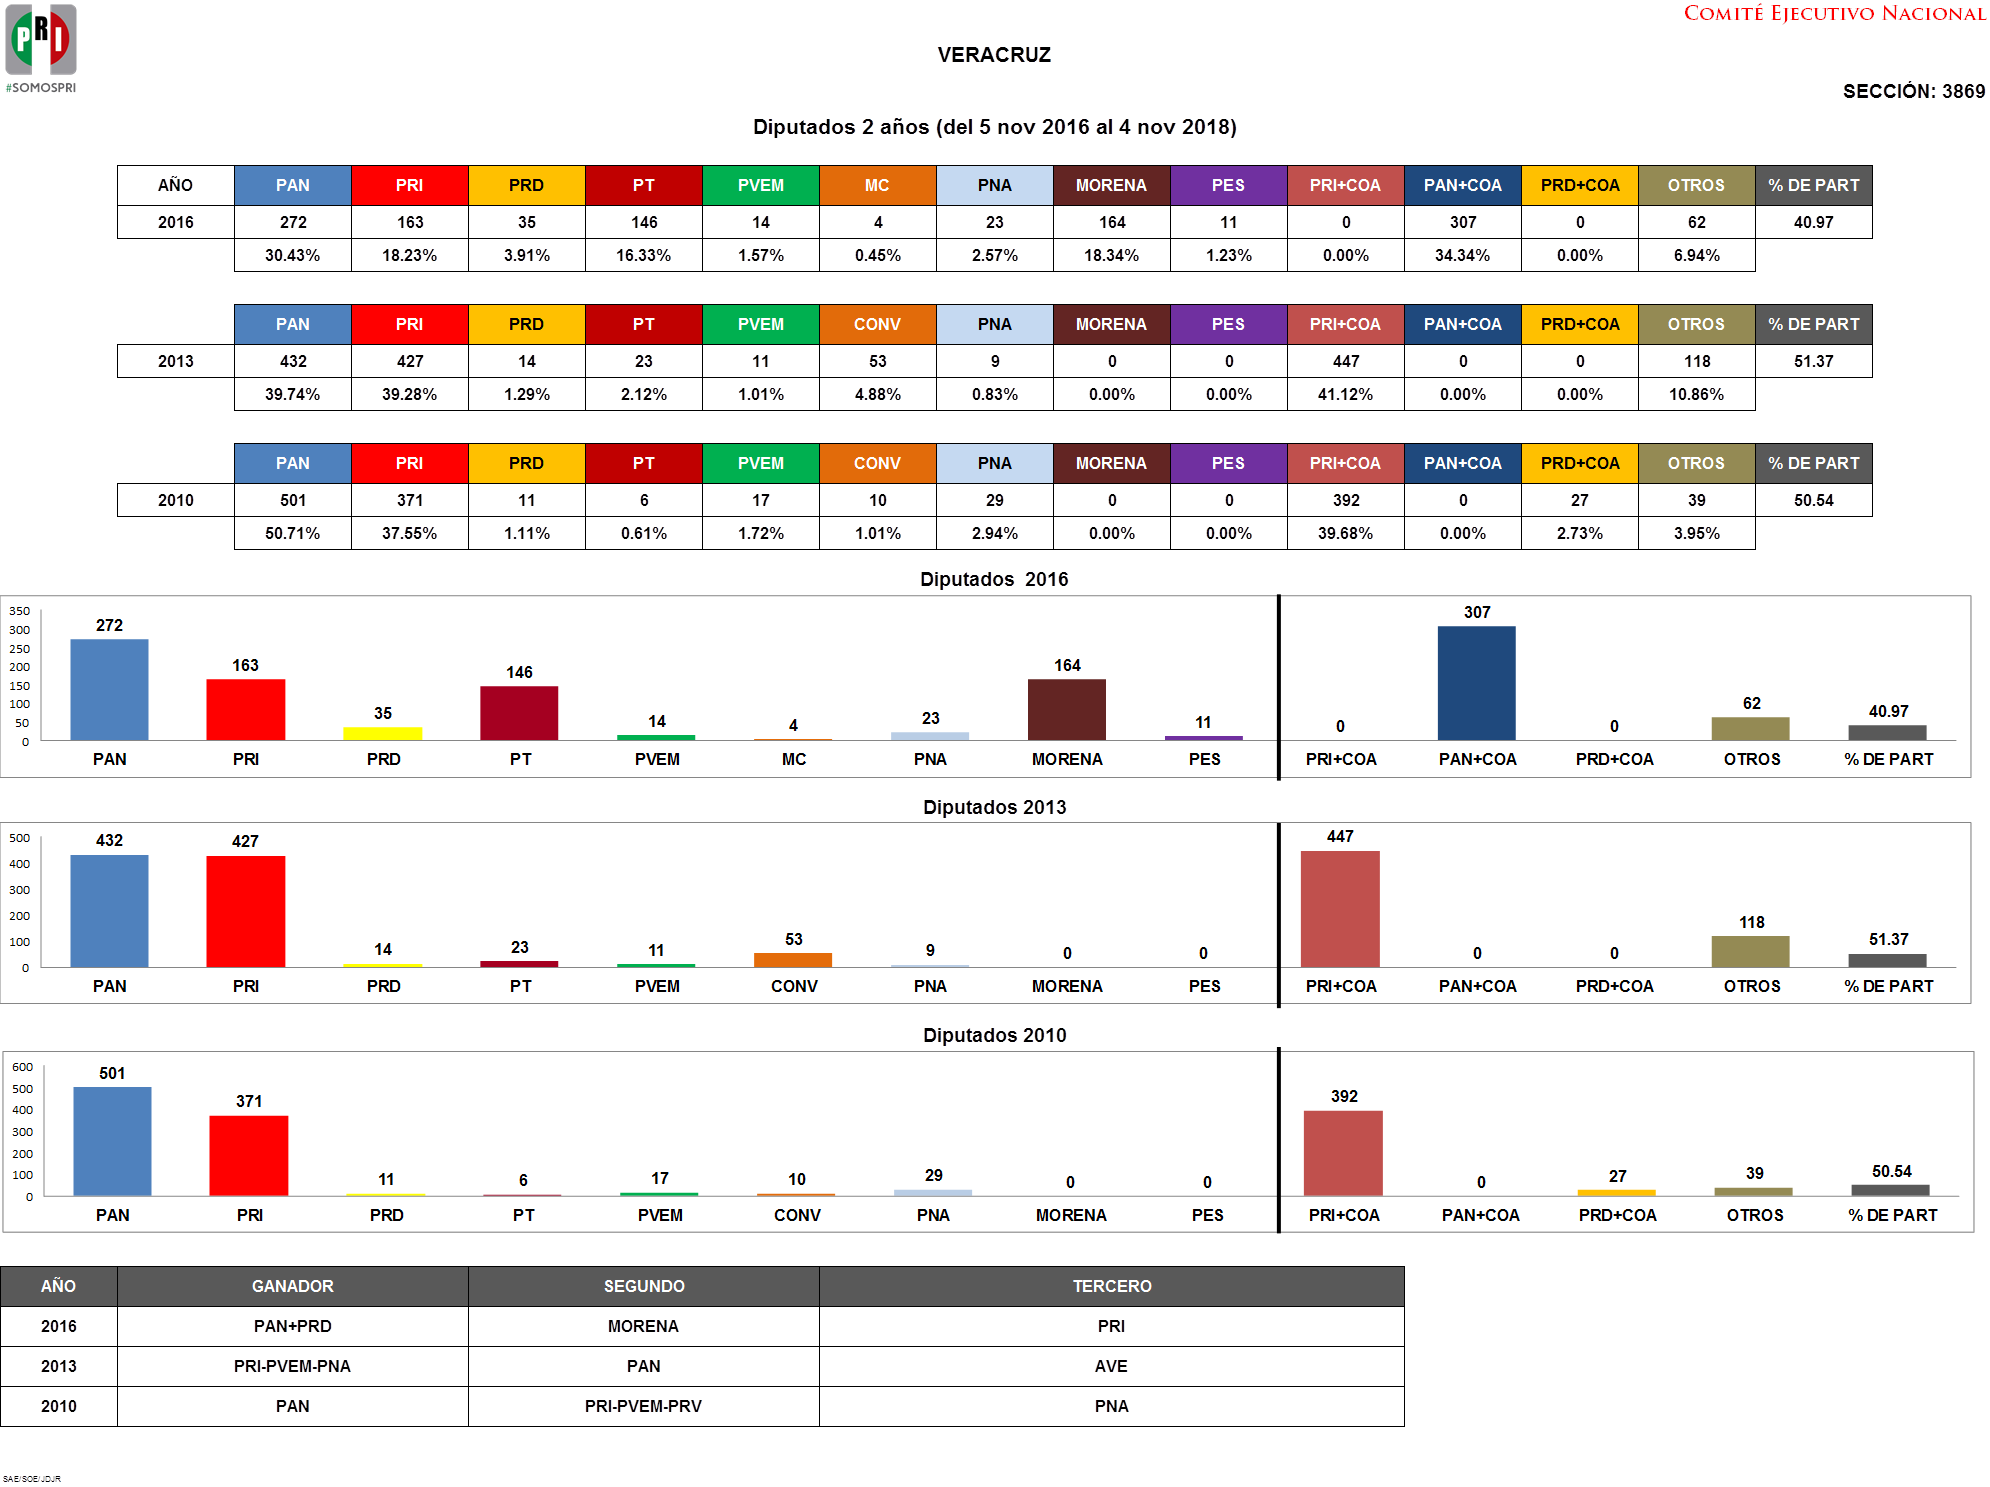 PRI
#SOMOSPRI
COMITÉ EJECUTIVO NACIONAL
VERACRUZ
SECCIÓN: 3869
Diputados 2 años (del 5 nov 2016 al 4 nov 2018)
AÑO PAN PRI PRD PT PVEM MC PNA MORENA PES PRI+COA PAN+COA PRD+COA OTROS % DE PART
2016 272 163 35 146 14 4 23 164 11 0 307 0 62 40.97
30.43% 18.23% 3.91% 16.33% 1.57% 0.45% 2.57% 18.34% 1.23% 0.00% 34.34% 0.00% 6.94%
PAN PRI PRD PT PVEM CONV PNA MORENA PES PRI+COA PAN+COA PRD+COA OTROS % DE PART
2013 432 427 14 23 11 53 9 0 0 447 0 0 118 51.37
39.74% 39.28% 1.29% 2.12% 1.01% 4.88% 0.83% 0.00% 0.00% 41.12% 0.00% 0.00% 10.86%
PAN PRI PRD PT PVEM CONV PNA MORENA PES PRI+COA PAN+COA PRD+COA OTROS % DE PART
2010 501 371 11 6 17 10 29 0 0 392 0 27 39 50.54
50.71% 37.55% 1.11% 0.61% 1.72% 1.01% 2.94% 0.00% 0.00% 39.68% 0.00% 2.73% 3.95%
Diputados 2016
350
300
250
200
150
100
50
0
272 163 35 146 14 4 23 164 11 0 307 0 62 40.97
PAN PRI PRD PT PVEM MC PNA MORENA PES PRI+COA PAN+COA PRD+COA OTROS % DE PART
Diputados 2013
500
400
300
200
100
0
432 427 14 23 11 53 9 0 0 447 0 0 118 51.37
PAN PRI PRD PT PVEM CONV PNA MORENA PES PRI+COA PAN+COA PRD+COA OTROS % DE PART
Diputados 2010
600
500
400
300
200
100
0
501 371 11 6 17 10 29 0 0 392 0 27 39 50.54
PAN PRI PRD PT PVEM CONV PNA MORENA PES PRI+COA PAN+COA PRD+COA OTROS % DE PART
AÑO GANADOR SEGUNDO TERCERO
2016 PAN+PRD MORENA PRI
2013 PRI-PVEM-PNA PAN AVE
2010 PAN PRI-PVEM-PRV PNA
SAE/SOE/JDJR